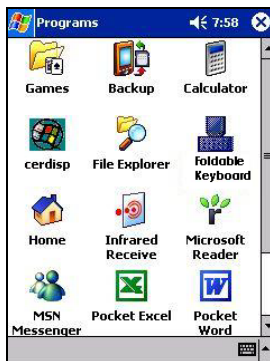 Programs 7:58
Games Backup Calculator
cerdisp File Explorer Foldable
Keyboard
Home Infrared Microsoft
Receive Reader
MSN Pocket Excel Pocket
Messenger Word